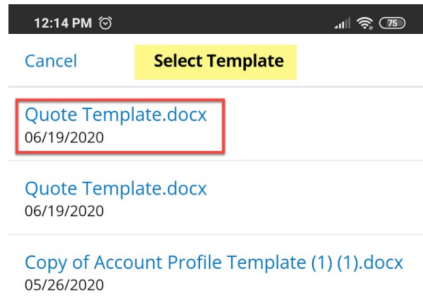 12:14 PM 75
Cancel Select Template
Quote Template.docx
06/19/2020
Quote Template.docx
06/19/2020
Copy of Account Profile Template (1) (1).docx
05/26/2020